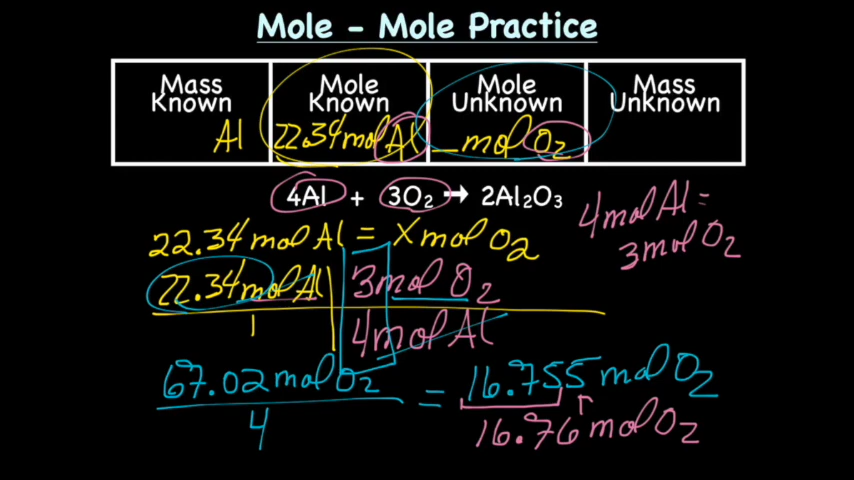 Mole – Mole Practice
Mass Known Mole Known Mole Unknown Mass Unknown
Al 22.34 mol Al _ mol O₂
4Al + 3O₂ → 2Al₂O₃
4 mol Al =
3 mol O₂
22.34 mol Al = X mol O₂
22.34 mol Al 3 mol O₂
1 4 mol Al
67.02 mol O₂ = 16.755 mol O₂
4 16.76 mol O₂